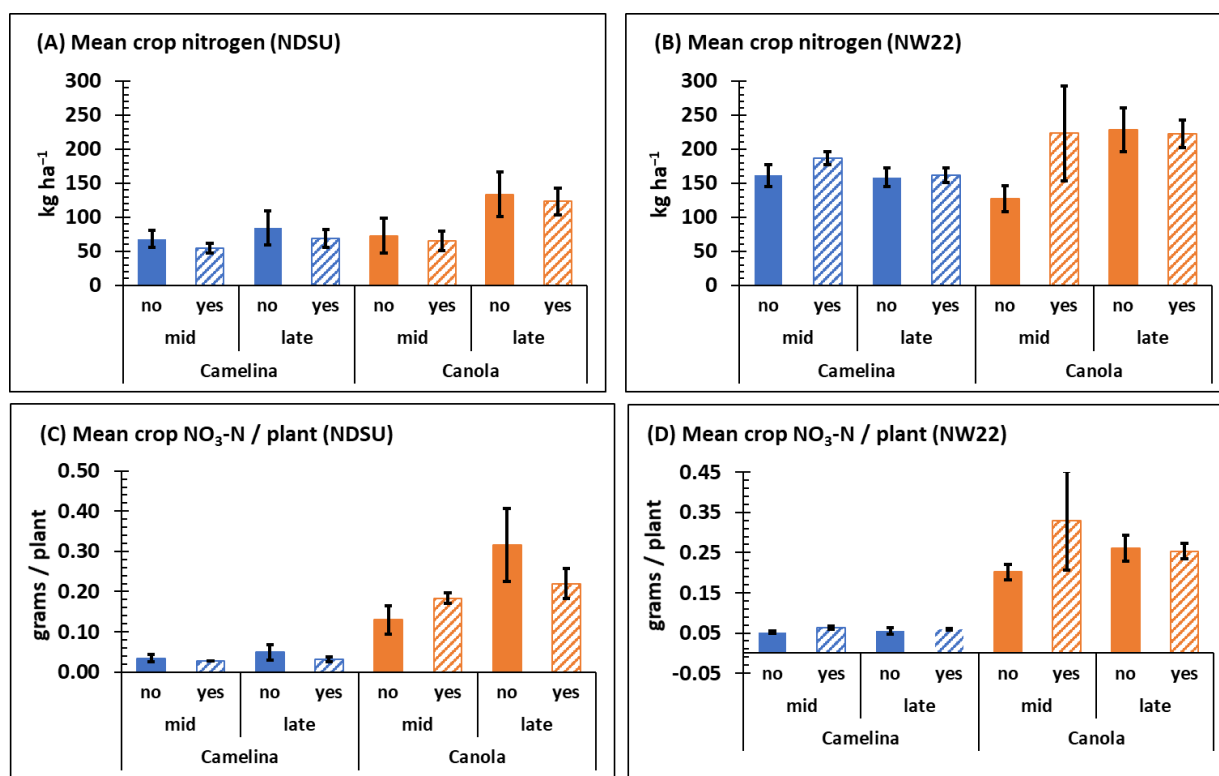 (A) Mean crop nitrogen (NDSU)
kg ha⁻¹
300
250
200
150
100
50
0
no yes no yes no yes no yes
mid late mid late
Camelina Canola
(B) Mean crop nitrogen (NW22)
kg ha⁻¹
300
250
200
150
100
50
0
no yes no yes no yes no yes
mid late mid late
Camelina Canola
(C) Mean crop NO₃-N / plant (NDSU)
grams / plant
0.50
0.40
0.30
0.20
0.10
0.00
no yes no yes no yes no yes
mid late mid late
Camelina Canola
(D) Mean crop NO₃-N / plant (NW22)
grams / plant
0.45
0.35
0.25
0.15
0.05
-0.05
no yes no yes no yes no yes
mid late mid late
Camelina Canola